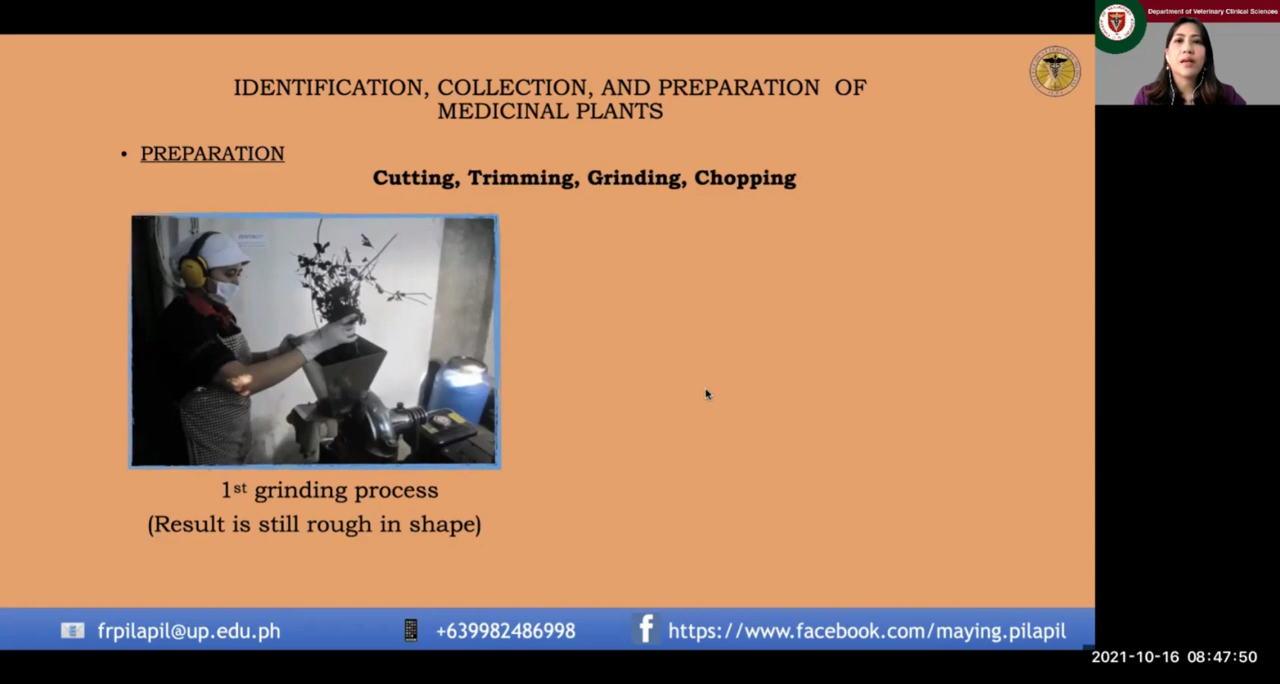 Department of Veterinary Clinical Sciences
IDENTIFICATION, COLLECTION, AND PREPARATION OF
MEDICINAL PLANTS
• PREPARATION
Cutting, Trimming, Grinding, Chopping
1st grinding process
(Result is still rough in shape)
frpilapil@up.edu.ph
+639982486998
https://www.facebook.com/maying.pilapil
2021-10-16 08:47:50